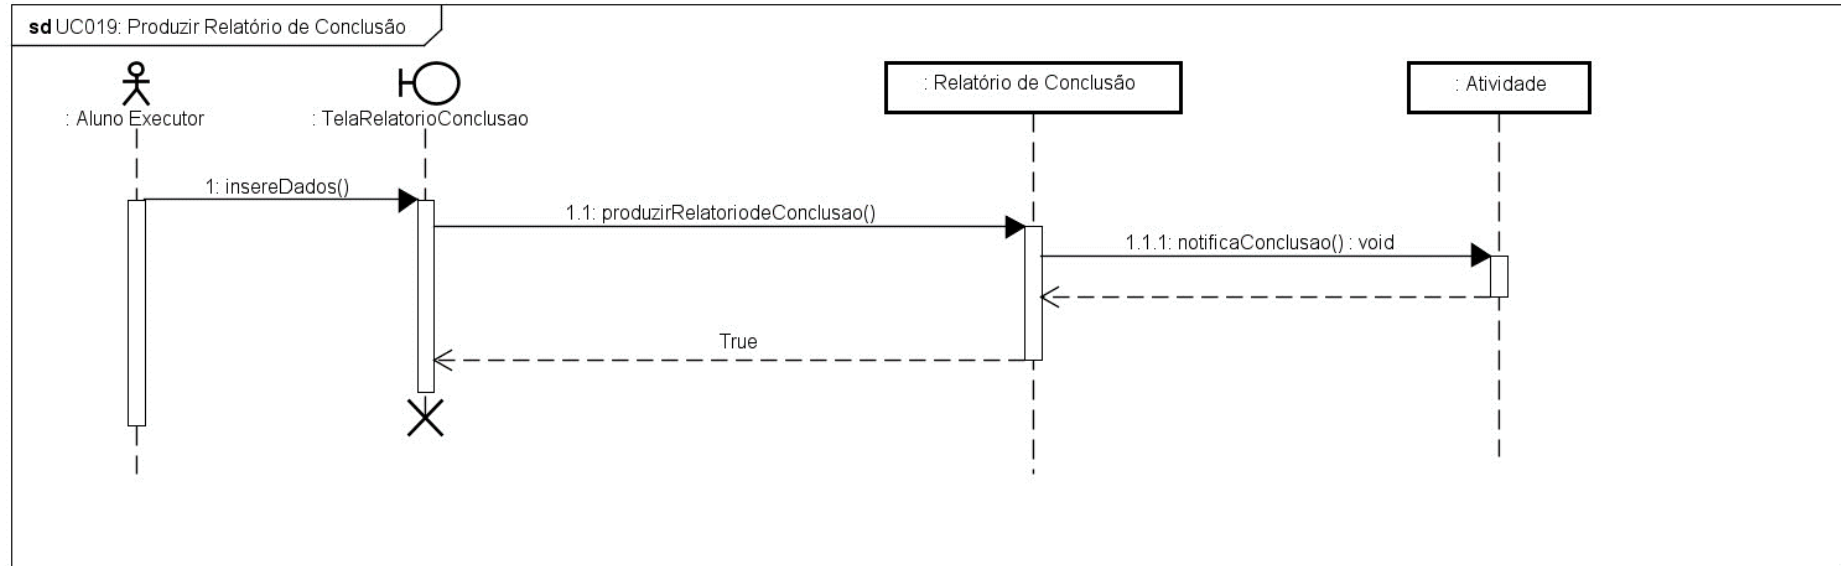 sd UC019: Produzir Relatório de Conclusão
: Aluno Executor
: TelaRelatorioConclusao
: Relatório de Conclusão
: Atividade
1: insereDados()
1.1: produzirRelatoriodeConclusao()
1.1.1: notificaConclusao() : void
True